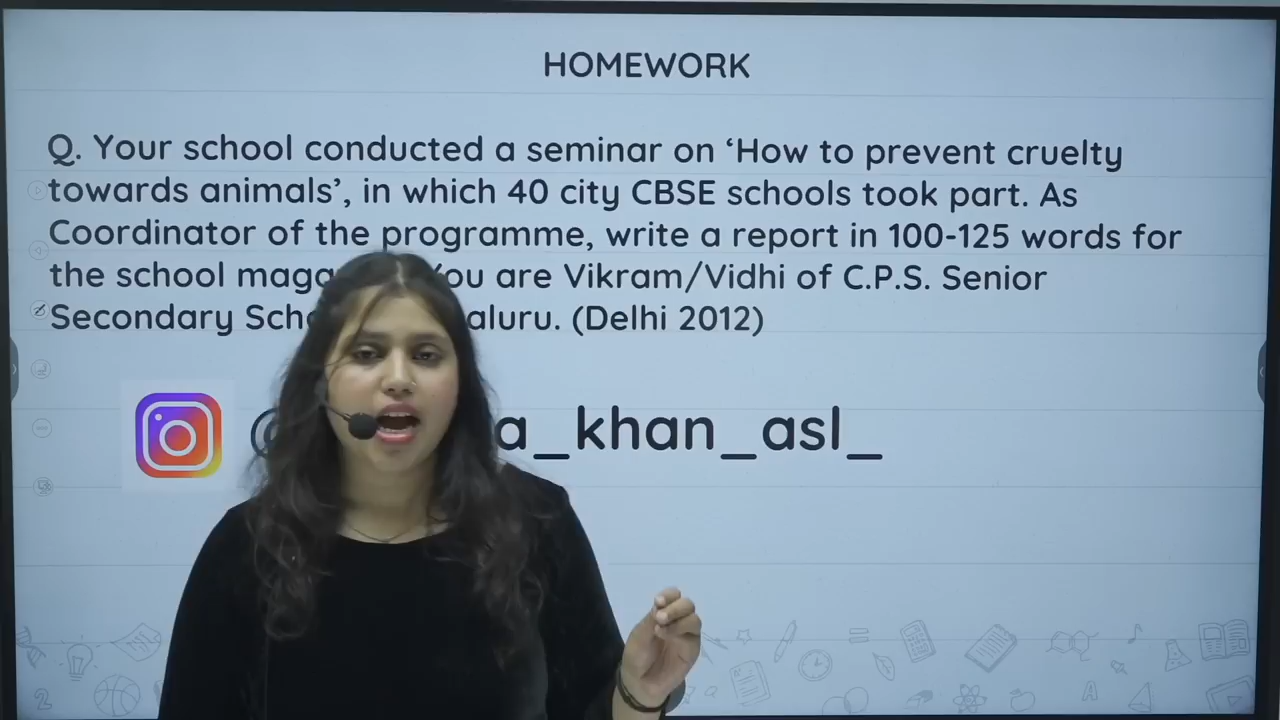 HOMEWORK
Q. Your school conducted a seminar on ‘How to prevent cruelty
towards animals’, in which 40 city CBSE schools took part. As
Coordinator of the programme, write a report in 100-125 words for
the school You are Vikram/Vidhi of C.P.S. Senior
Secondary (Delhi 2012)
a_khan_asl_